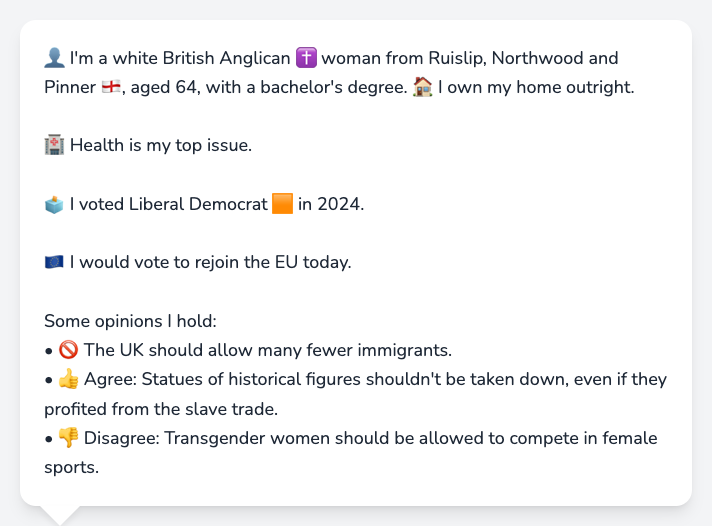 👤 I'm a white British Anglican ✝️ woman from Ruislip, Northwood and
Pinner 🏴󠁧󠁢󠁥󠁮󠁧󠁿, aged 64, with a bachelor's degree. 🏠 I own my home outright.
🏥 Health is my top issue.
🗳️ I voted Liberal Democrat 🟧 in 2024.
🇪🇺 I would vote to rejoin the EU today.
Some opinions I hold:
• 🚫 The UK should allow many fewer immigrants.
• 👍 Agree: Statues of historical figures shouldn't be taken down, even if they
profited from the slave trade.
• 👎 Disagree: Transgender women should be allowed to compete in female
sports.